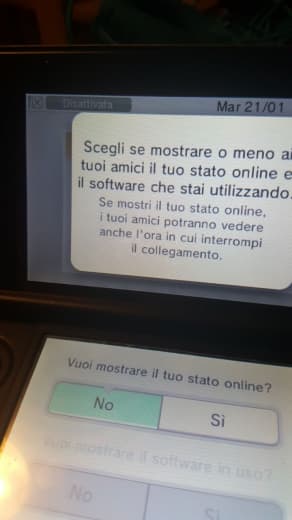 Disattivata
Mar 21/01
Scegli se mostrare o meno ai
tuoi amici il tuo stato online e
il software che stai utilizzando.
Se mostri il tuo stato online,
i tuoi amici potranno vedere
anche l'ora in cui interrompi
il collegamento.
Vuoi mostrare il tuo stato online?
No
Sì
Vuoi mostrare il software in uso?
No
Sì